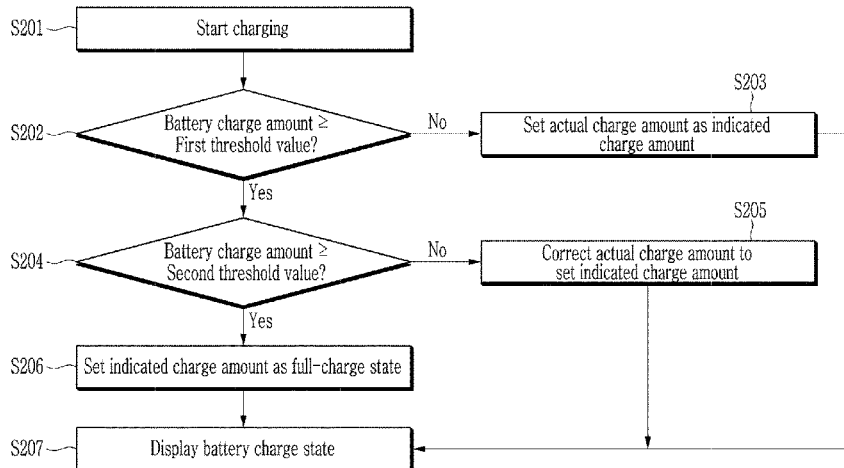 S201
Start charging
S203
S202
Battery charge amount ≥
First threshold value?
No
Set actual charge amount as indicated
charge amount
Yes
S205
S204
Battery charge amount ≥
Second threshold value?
No
Correct actual charge amount to
set indicated charge amount
Yes
S206
Set indicated charge amount as full-charge state
S207
Display battery charge state